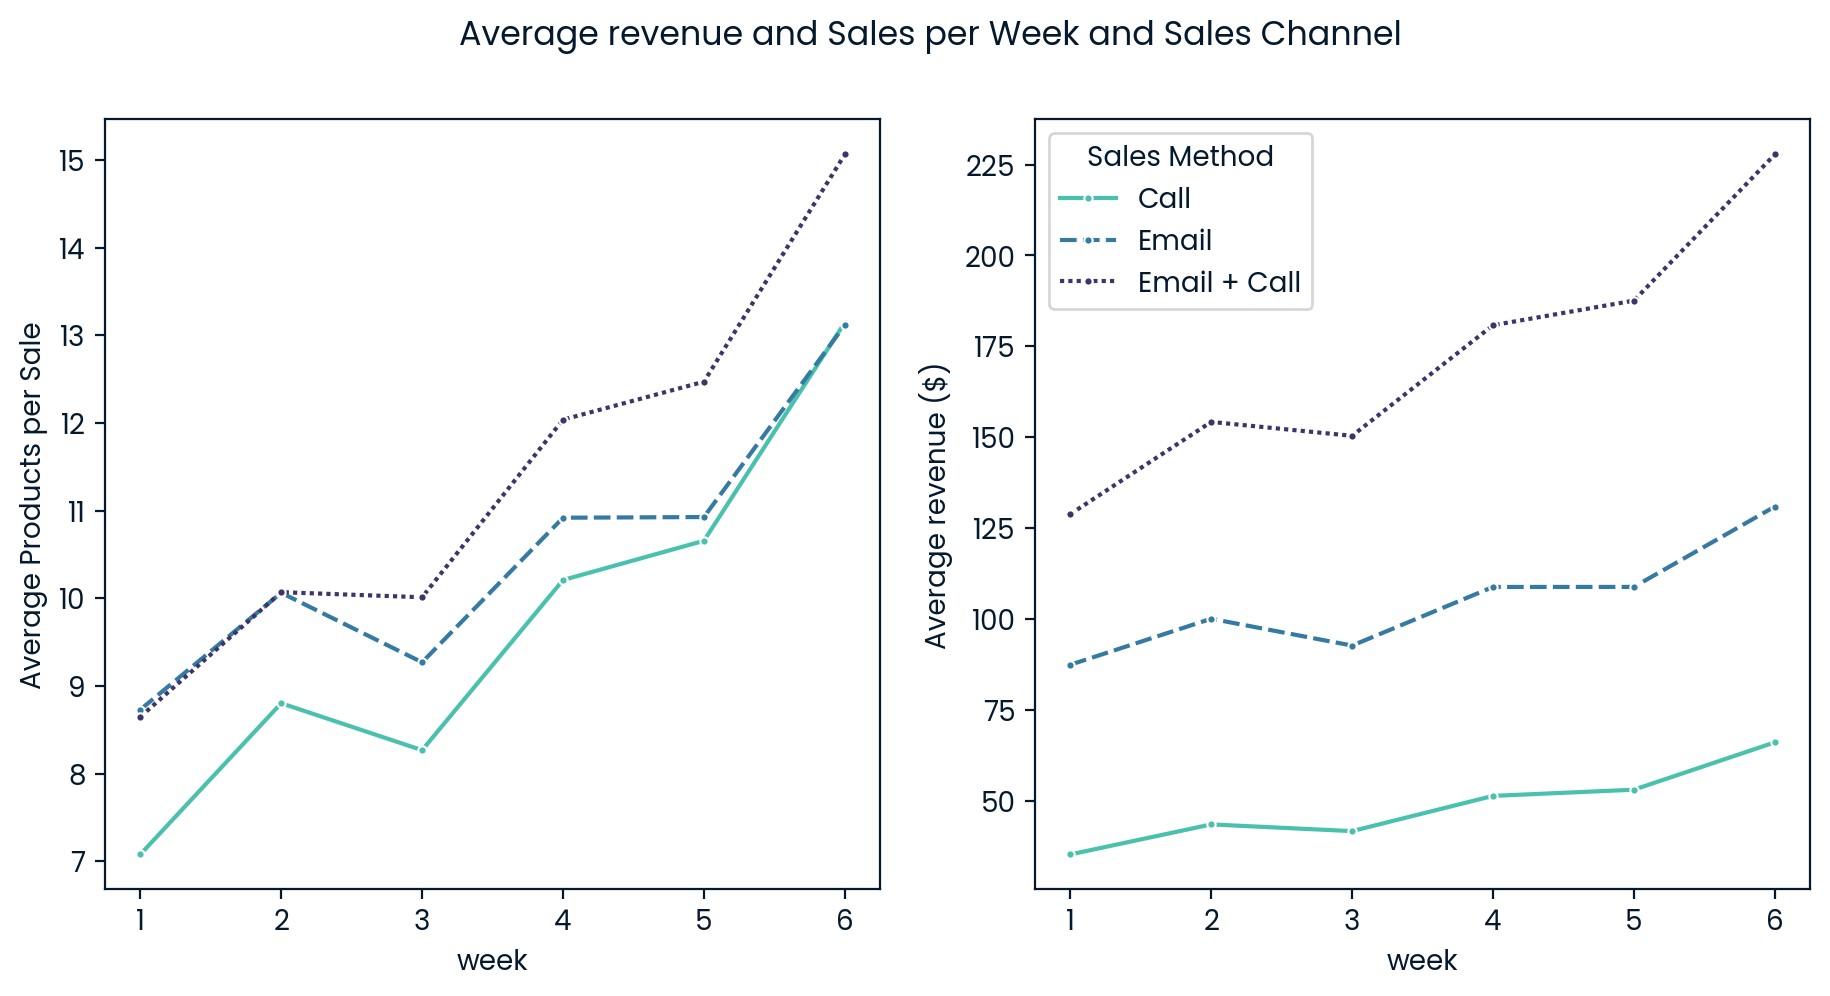 Average revenue and Sales per Week and Sales Channel
Average Products per Sale
15
14
13
12
11
10
9
8
7
1 2 3 4 5 6
week
Average revenue ($)
225
200
175
150
125
100
75
50
Sales Method
Call
Email
Email + Call
1 2 3 4 5 6
week